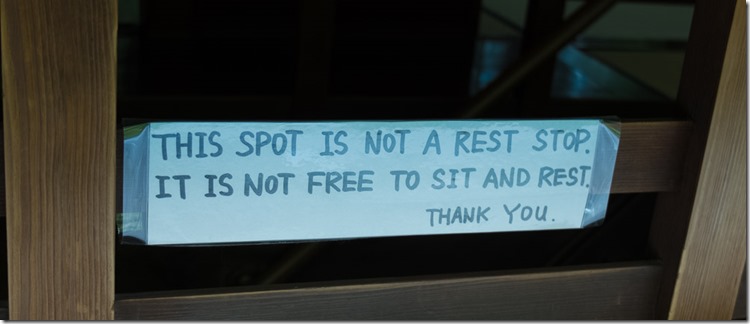 THIS SPOT IS NOT A REST STOP.
IT IS NOT FREE TO SIT AND REST.
THANK YOU.